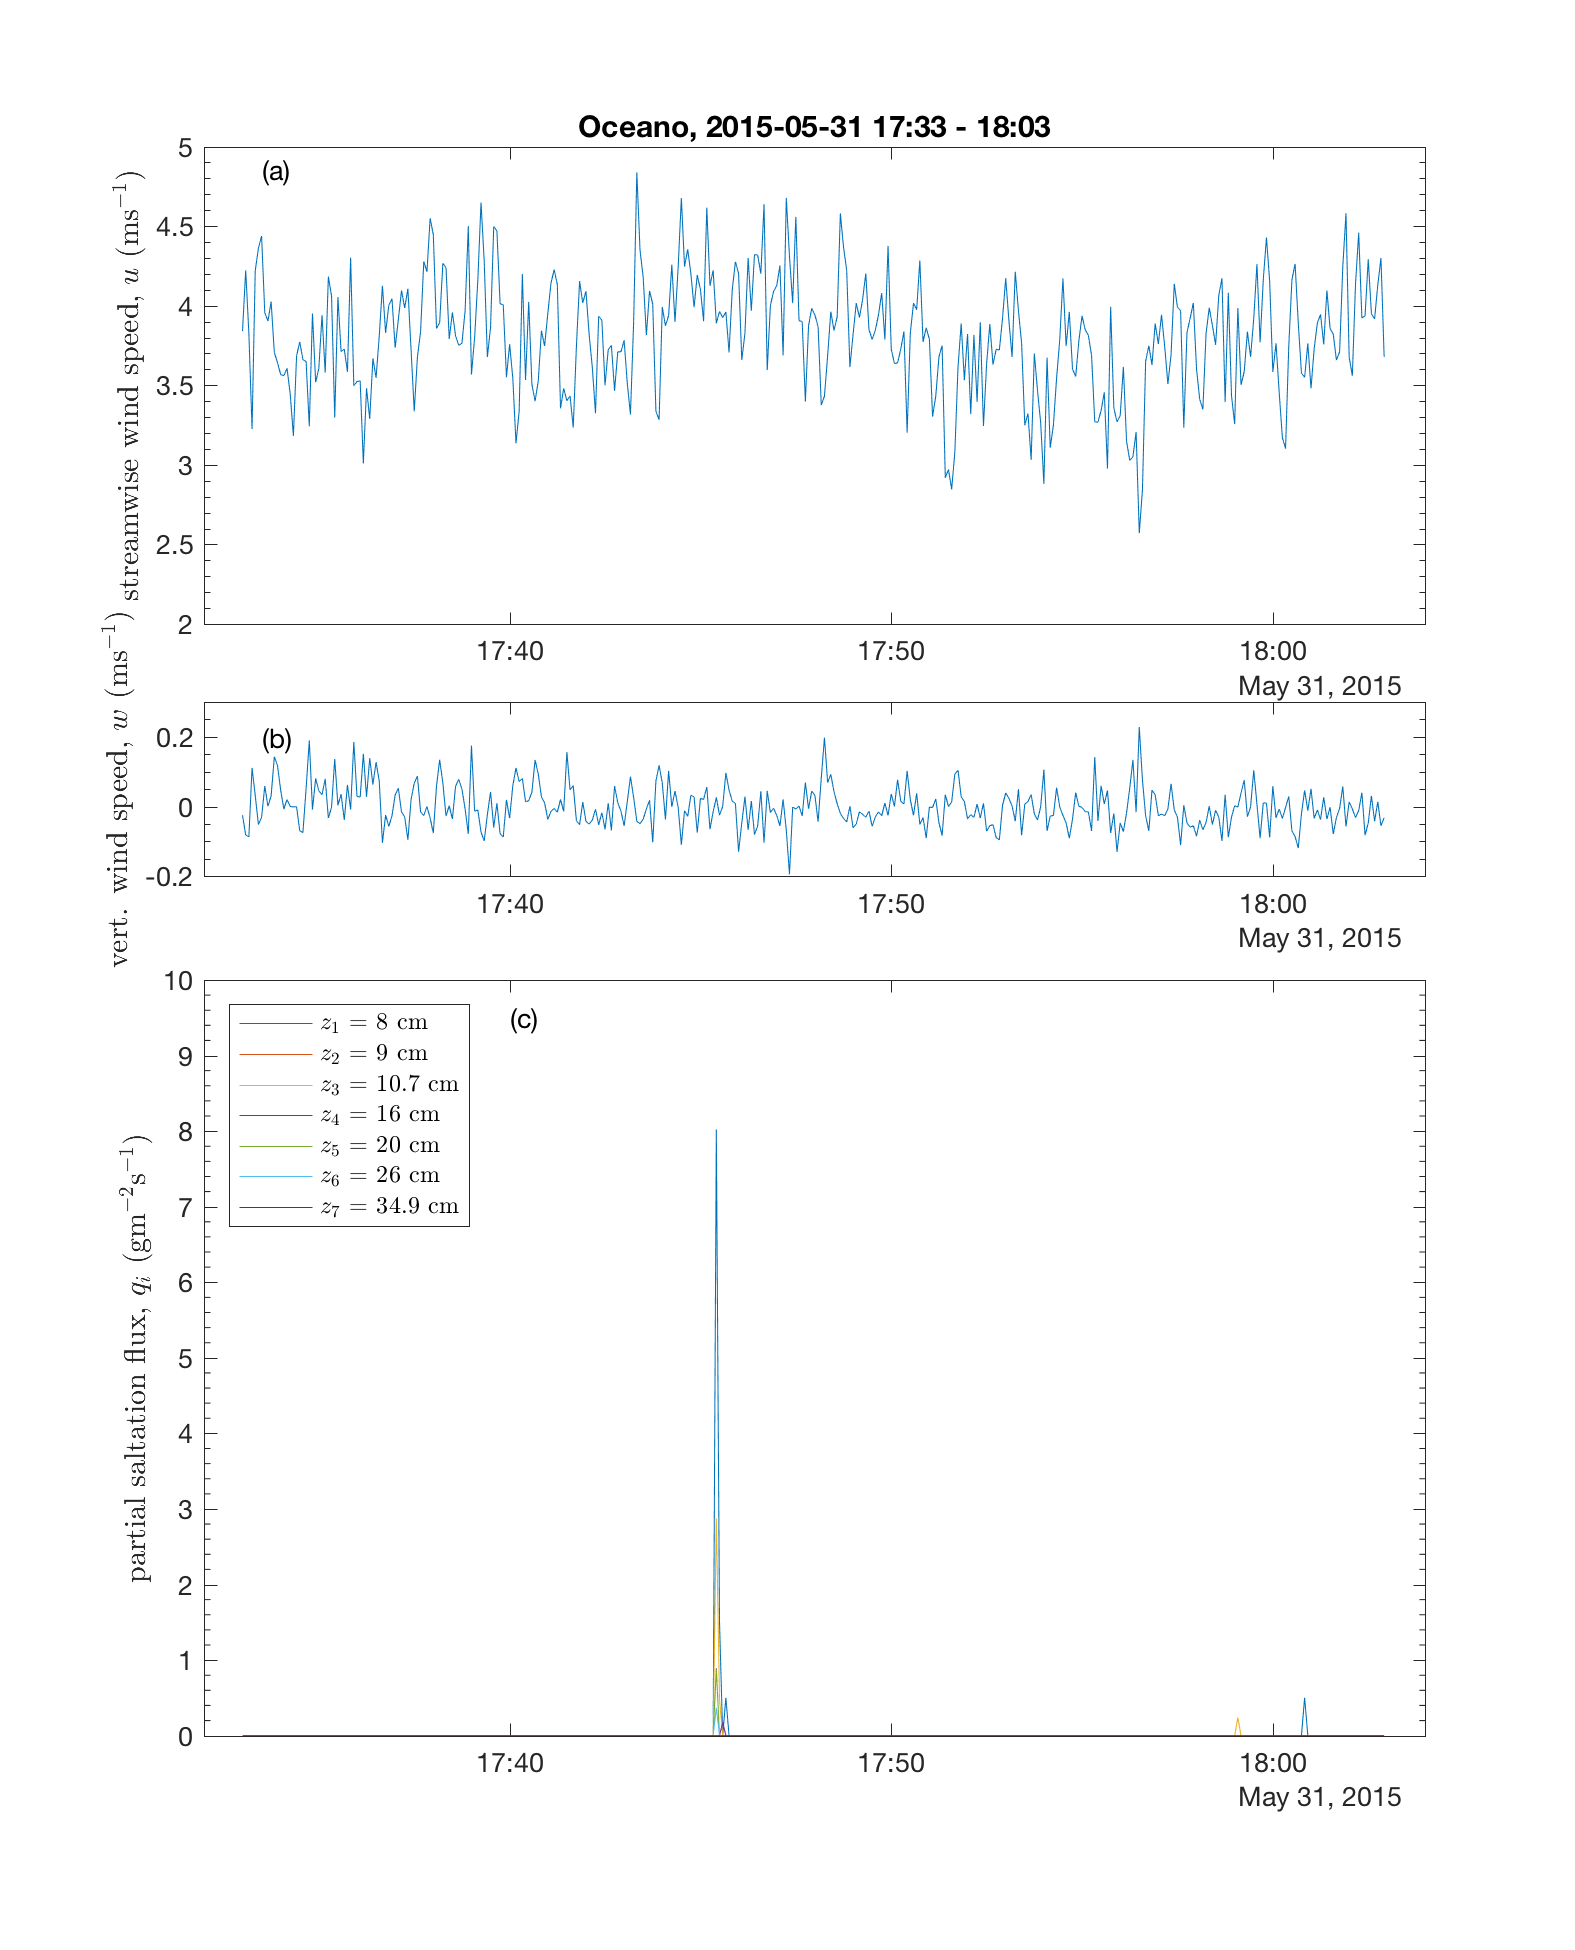 Oceano, 2015-05-31 17:33 - 18:03
(a)
streamwise wind speed, u (ms⁻¹)
5
4.5
4
3.5
3
2.5
2
17:40 17:50 18:00
May 31, 2015
(b)
vert. wind speed, w (ms⁻¹)
0.2
0
-0.2
17:40 17:50 18:00
May 31, 2015
(c)
partial saltation flux, qᵢ (gm⁻²s⁻¹)
10
9
8
7
6
5
4
3
2
1
0
z₁ = 8 cm
z₂ = 9 cm
z₃ = 10.7 cm
z₄ = 16 cm
z₅ = 20 cm
z₆ = 26 cm
z₇ = 34.9 cm
17:40 17:50 18:00
May 31, 2015